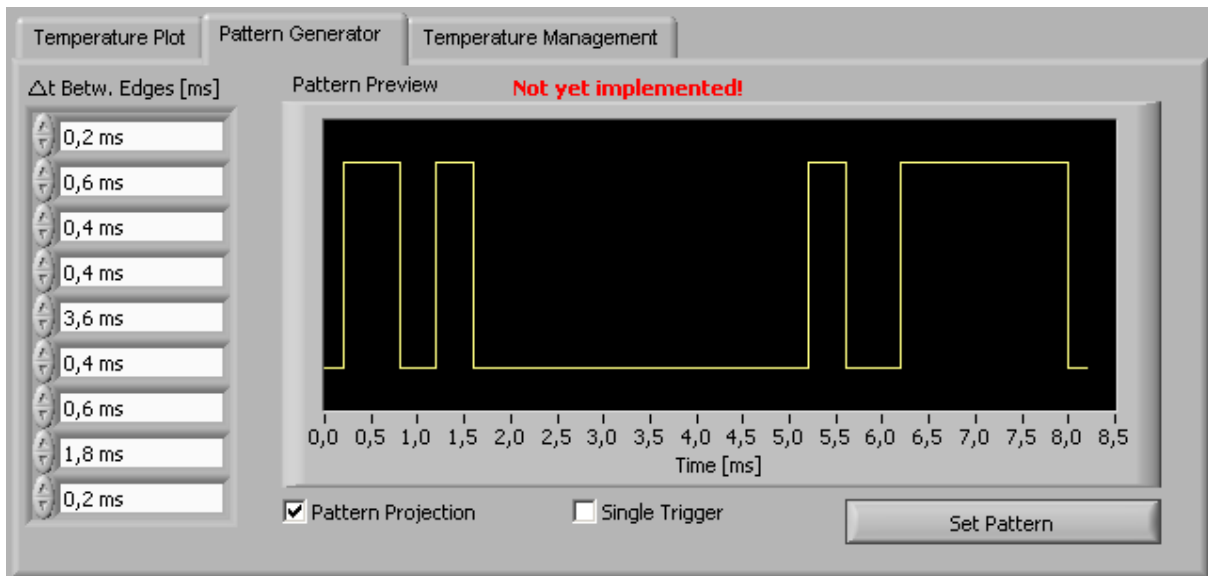 Temperature Plot
Pattern Generator
Temperature Management
Δt Betw. Edges [ms]
0,2 ms
0,6 ms
0,4 ms
0,4 ms
3,6 ms
0,4 ms
0,6 ms
1,8 ms
0,2 ms
Pattern Preview
Not yet implemented!
0,0 0,5 1,0 1,5 2,0 2,5 3,0 3,5 4,0 4,5 5,0 5,5 6,0 6,5 7,0 7,5 8,0 8,5
Time [ms]
Pattern Projection
Single Trigger
Set Pattern